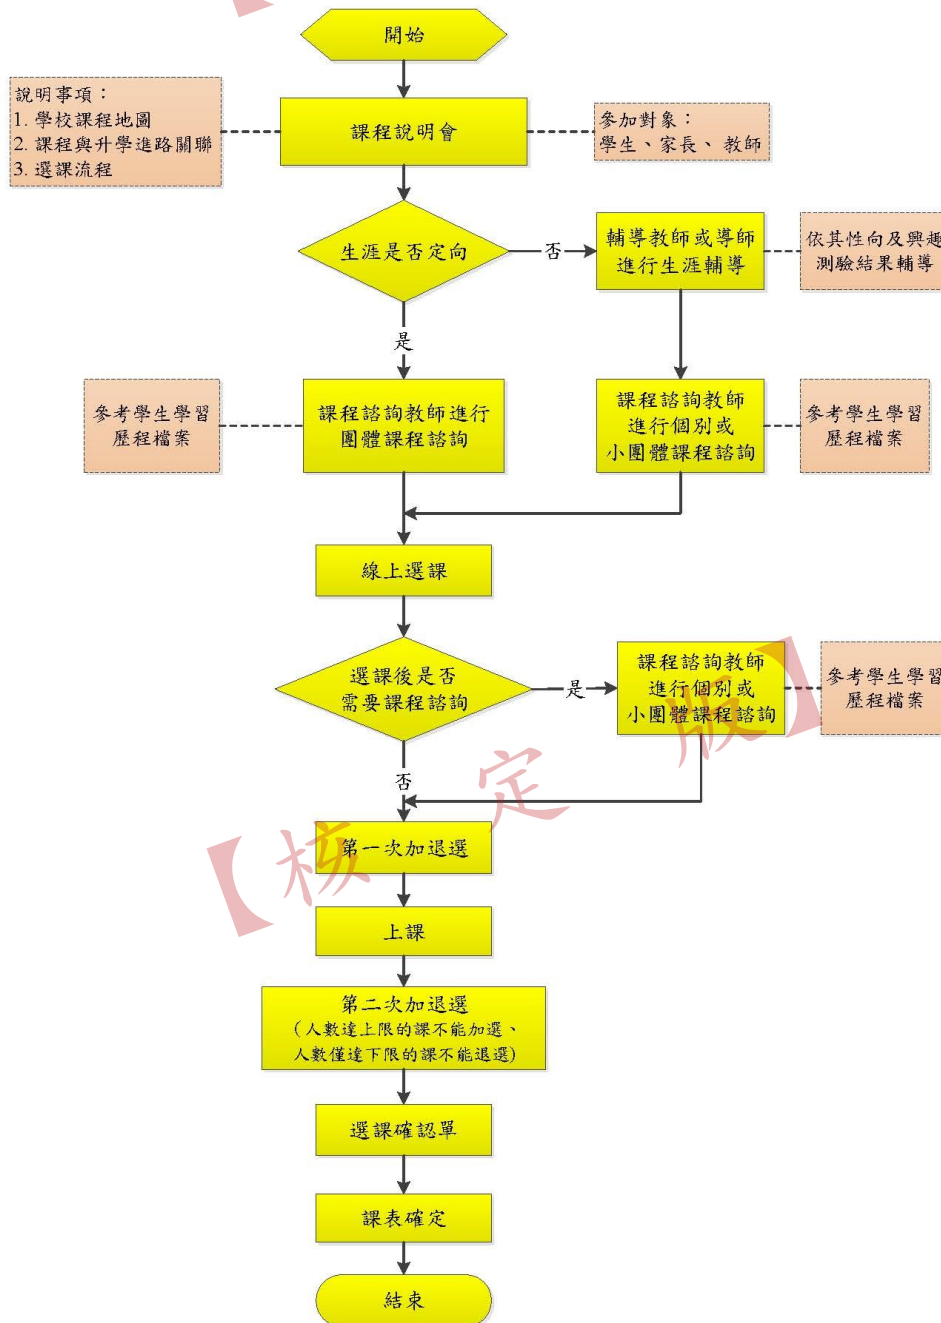 開始
說明事項：
1. 學校課程地圖
2. 課程與升學進路關聯
3. 選課流程
課程說明會
參加對象：
學生、家長、 教師
生涯是否定向
否
輔導教師或導師
進行生涯輔導
依其性向及興趣
測驗結果輔導
是
參考學生學習
歷程檔案
課程諮詢教師進行
團體課程諮詢
課程諮詢教師
進行個別或
小團體課程諮詢
參考學生學習
歷程檔案
線上選課
選課後是否
需要課程諮詢
是
課程諮詢教師
進行個別或
小團體課程諮詢
參考學生學習
歷程檔案
否
第一次加退選
上課
第二次加退選
（人數達上限的課不能加選、
人數僅達下限的課不能退選)
選課確認單
課表確定
結束
【核定版】